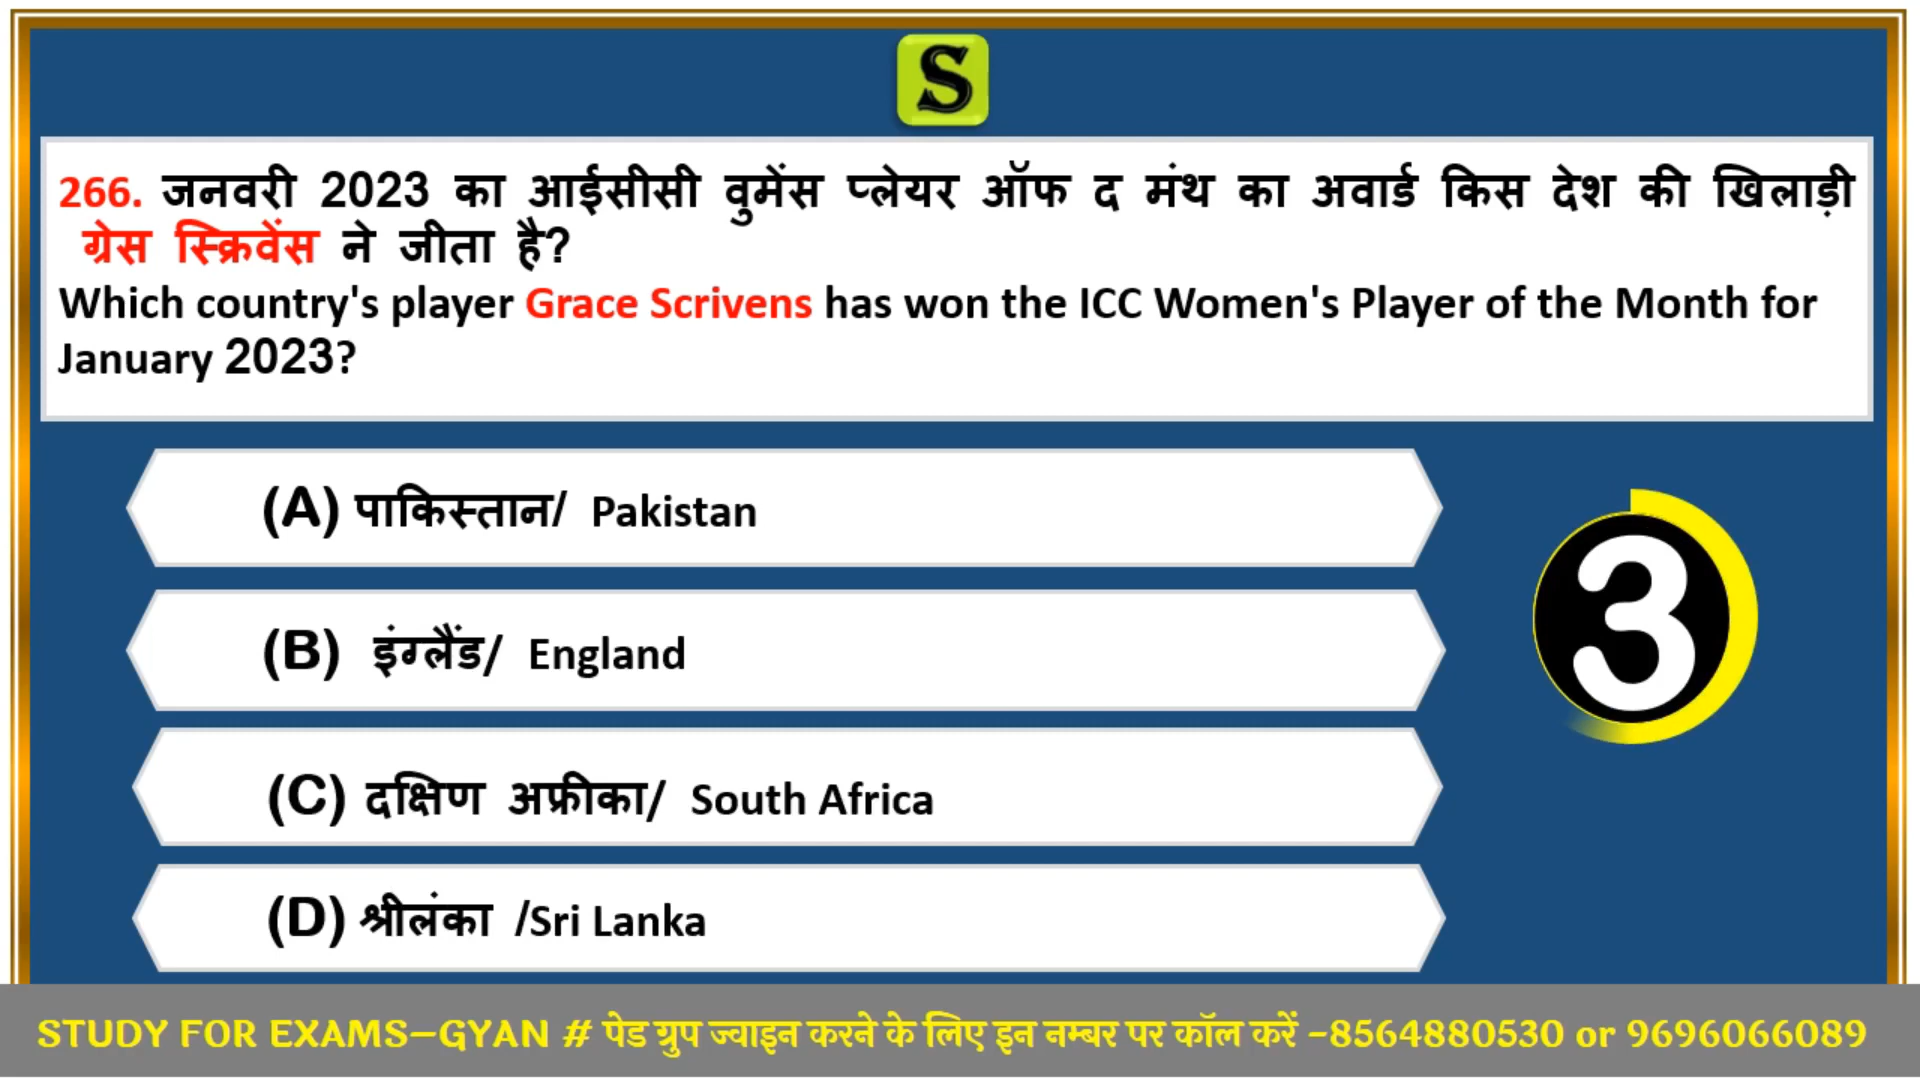 S
266. जनवरी 2023 का आईसीसी वुमेंस प्लेयर ऑफ द मंथ का अवार्ड किस देश की खिलाड़ी
ग्रेस स्क्रिवेंस ने जीता है?
Which country's player Grace Scrivens has won the ICC Women's Player of the Month for
January 2023?
(A) पाकिस्तान/ Pakistan
(B) इंग्लैंड/ England
3
(C) दक्षिण अफ्रीका/ South Africa
(D) श्रीलंका /Sri Lanka
STUDY FOR EXAMS–GYAN # पेड ग्रुप ज्वाइन करने के लिए इन नम्बर पर कॉल करें –8564880530 or 9696066089